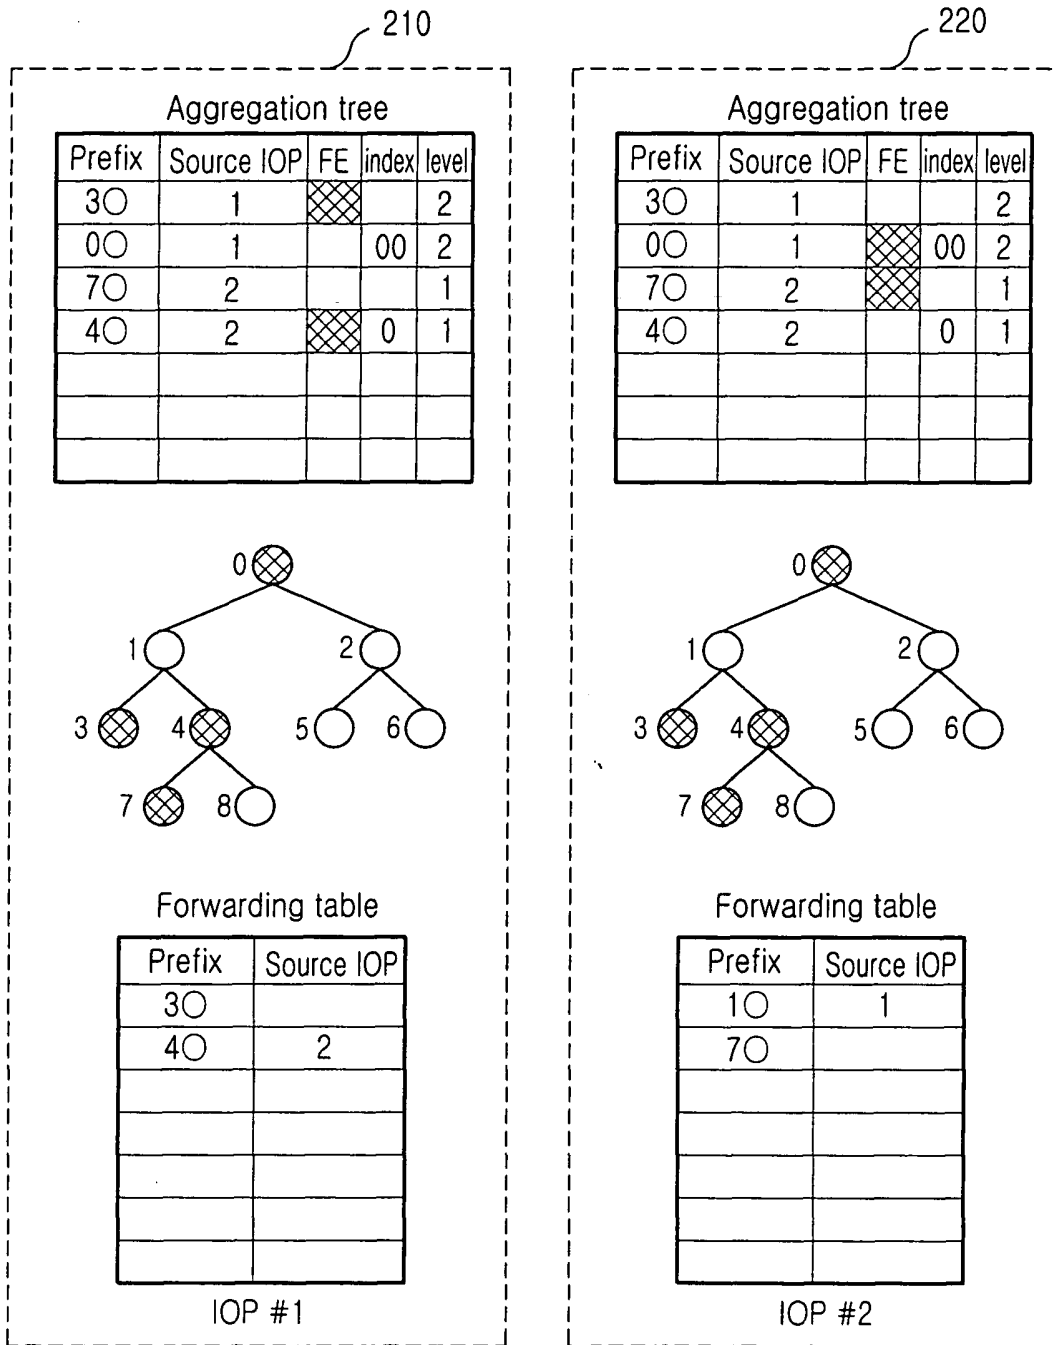 210
Aggregation tree
Prefix Source IOP FE index level
3○ 1 2
0○ 1 00 2
7○ 2 1
4○ 2 0 1
0
1 2
3 4 5 6
7 8
Forwarding table
Prefix Source IOP
3○
4○ 2
IOP #1
220
Aggregation tree
Prefix Source IOP FE index level
3○ 1 2
0○ 1 00 2
7○ 2 1
4○ 2 0 1
0
1 2
3 4 5 6
7 8
Forwarding table
Prefix Source IOP
1○ 1
7○
IOP #2